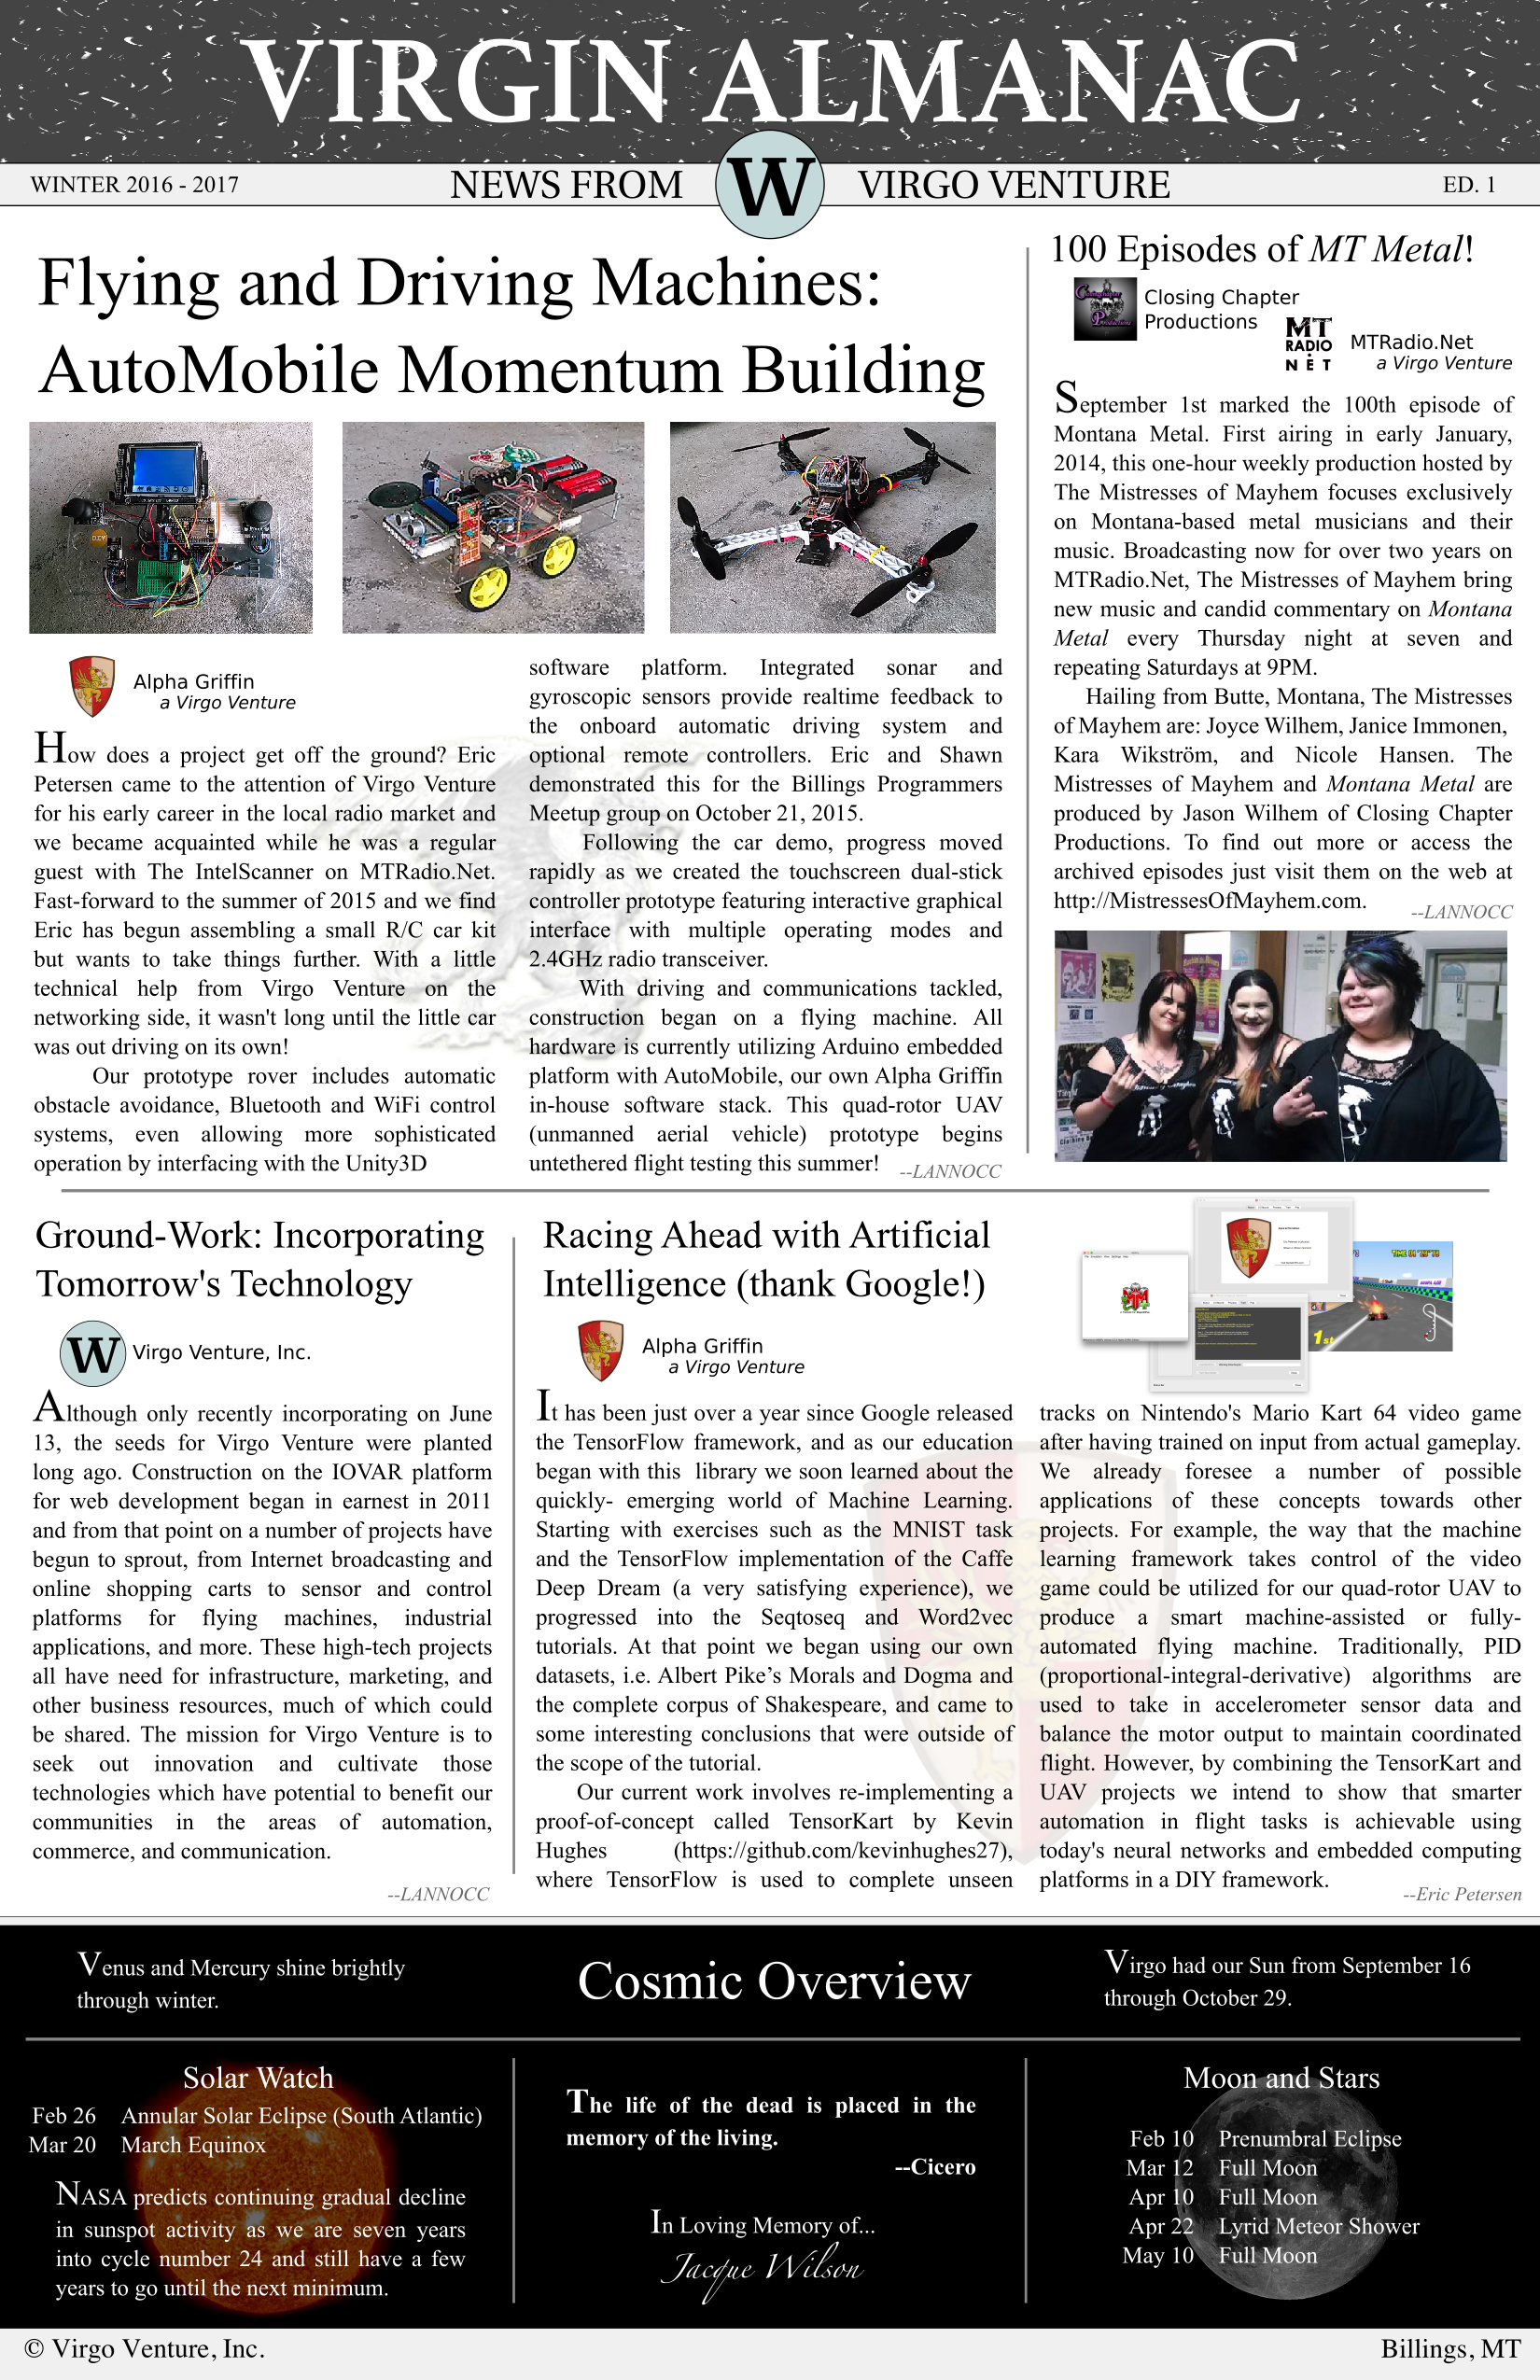 VIRGIN ALMANAC
WINTER 2016 - 2017
NEWS FROM
W
VIRGO VENTURE
ED. 1
Flying and Driving Machines:
AutoMobile Momentum Building
Alpha Griffin
a Virgo Venture
How does a project get off the ground? Eric
Petersen came to the attention of Virgo Venture
for his early career in the local radio market and
we became acquainted while he was a regular
guest with The IntelScanner on MTRadio.Net.
Fast-forward to the summer of 2015 and we find
Eric has begun assembling a small R/C car kit
but wants to take things further. With a little
technical help from Virgo Venture on the
networking side, it wasn't long until the little car
was out driving on its own!
Our prototype rover includes automatic
obstacle avoidance, Bluetooth and WiFi control
systems, even allowing more sophisticated
operation by interfacing with the Unity3D
software platform. Integrated sonar and
gyroscopic sensors provide realtime feedback to
the onboard automatic driving system and
optional remote controllers. Eric and Shawn
demonstrated this for the Billings Programmers
Meetup group on October 21, 2015.
Following the car demo, progress moved
rapidly as we created the touchscreen dual-stick
controller prototype featuring interactive graphical
interface with multiple operating modes and
2.4GHz radio transceiver.
With driving and communications tackled,
construction began on a flying machine. All
hardware is currently utilizing Arduino embedded
platform with AutoMobile, our own Alpha Griffin
in-house software stack. This quad-rotor UAV
(unmanned aerial vehicle) prototype begins
untethered flight testing this summer!
--LANNOCC
100 Episodes of MT Metal!
Closing Chapter
Productions
MT
RADIO
NET
MTRadio.Net
a Virgo Venture
September 1st marked the 100th episode of
Montana Metal. First airing in early January,
2014, this one-hour weekly production hosted by
The Mistresses of Mayhem focuses exclusively
on Montana-based metal musicians and their
music. Broadcasting now for over two years on
MTRadio.Net, The Mistresses of Mayhem bring
new music and candid commentary on Montana
Metal every Thursday night at seven and
repeating Saturdays at 9PM.
Hailing from Butte, Montana, The Mistresses
of Mayhem are: Joyce Wilhem, Janice Immonen,
Kara Wikström, and Nicole Hansen. The
Mistresses of Mayhem and Montana Metal are
produced by Jason Wilhem of Closing Chapter
Productions. To find out more or access the
archived episodes just visit them on the web at
http://MistressesOfMayhem.com.
--LANNOCC
Ground-Work: Incorporating
Tomorrow's Technology
W
Virgo Venture, Inc.
Although only recently incorporating on June
13, the seeds for Virgo Venture were planted
long ago. Construction on the IOVAR platform
for web development began in earnest in 2011
and from that point on a number of projects have
begun to sprout, from Internet broadcasting and
online shopping carts to sensor and control
platforms for flying machines, industrial
applications, and more. These high-tech projects
all have need for infrastructure, marketing, and
other business resources, much of which could
be shared. The mission for Virgo Venture is to
seek out innovation and cultivate those
technologies which have potential to benefit our
communities in the areas of automation,
commerce, and communication.
--LANNOCC
Racing Ahead with Artificial
Intelligence (thank Google!)
Alpha Griffin
a Virgo Venture
It has been just over a year since Google released
the TensorFlow framework, and as our education
began with this library we soon learned about the
quickly- emerging world of Machine Learning.
Starting with exercises such as the MNIST task
and the TensorFlow implementation of the Caffe
Deep Dream (a very satisfying experience), we
progressed into the Seqtoseq and Word2vec
tutorials. At that point we began using our own
datasets, i.e. Albert Pike’s Morals and Dogma and
the complete corpus of Shakespeare, and came to
some interesting conclusions that were outside of
the scope of the tutorial.
Our current work involves re-implementing a
proof-of-concept called TensorKart by Kevin
Hughes (https://github.com/kevinhughes27),
where TensorFlow is used to complete unseen
1st
tracks on Nintendo's Mario Kart 64 video game
after having trained on input from actual gameplay.
We already foresee a number of possible
applications of these concepts towards other
projects. For example, the way that the machine
learning framework takes control of the video
game could be utilized for our quad-rotor UAV to
produce a smart machine-assisted or fully-
automated flying machine. Traditionally, PID
(proportional-integral-derivative) algorithms are
used to take in accelerometer sensor data and
balance the motor output to maintain coordinated
flight. However, by combining the TensorKart and
UAV projects we intend to show that smarter
automation in flight tasks is achievable using
today's neural networks and embedded computing
platforms in a DIY framework.
--Eric Petersen
Venus and Mercury shine brightly
through winter.
Cosmic Overview
Virgo had our Sun from September 16
through October 29.
Solar Watch
Feb 26 Annular Solar Eclipse (South Atlantic)
Mar 20 March Equinox
NASA predicts continuing gradual decline
in sunspot activity as we are seven years
into cycle number 24 and still have a few
years to go until the next minimum.
The life of the dead is placed in the
memory of the living.
--Cicero
In Loving Memory of...
Jacque Wilson
Moon and Stars
Feb 10 Prenumbral Eclipse
Mar 12 Full Moon
Apr 10 Full Moon
Apr 22 Lyrid Meteor Shower
May 10 Full Moon
© Virgo Venture, Inc.
Billings, MT